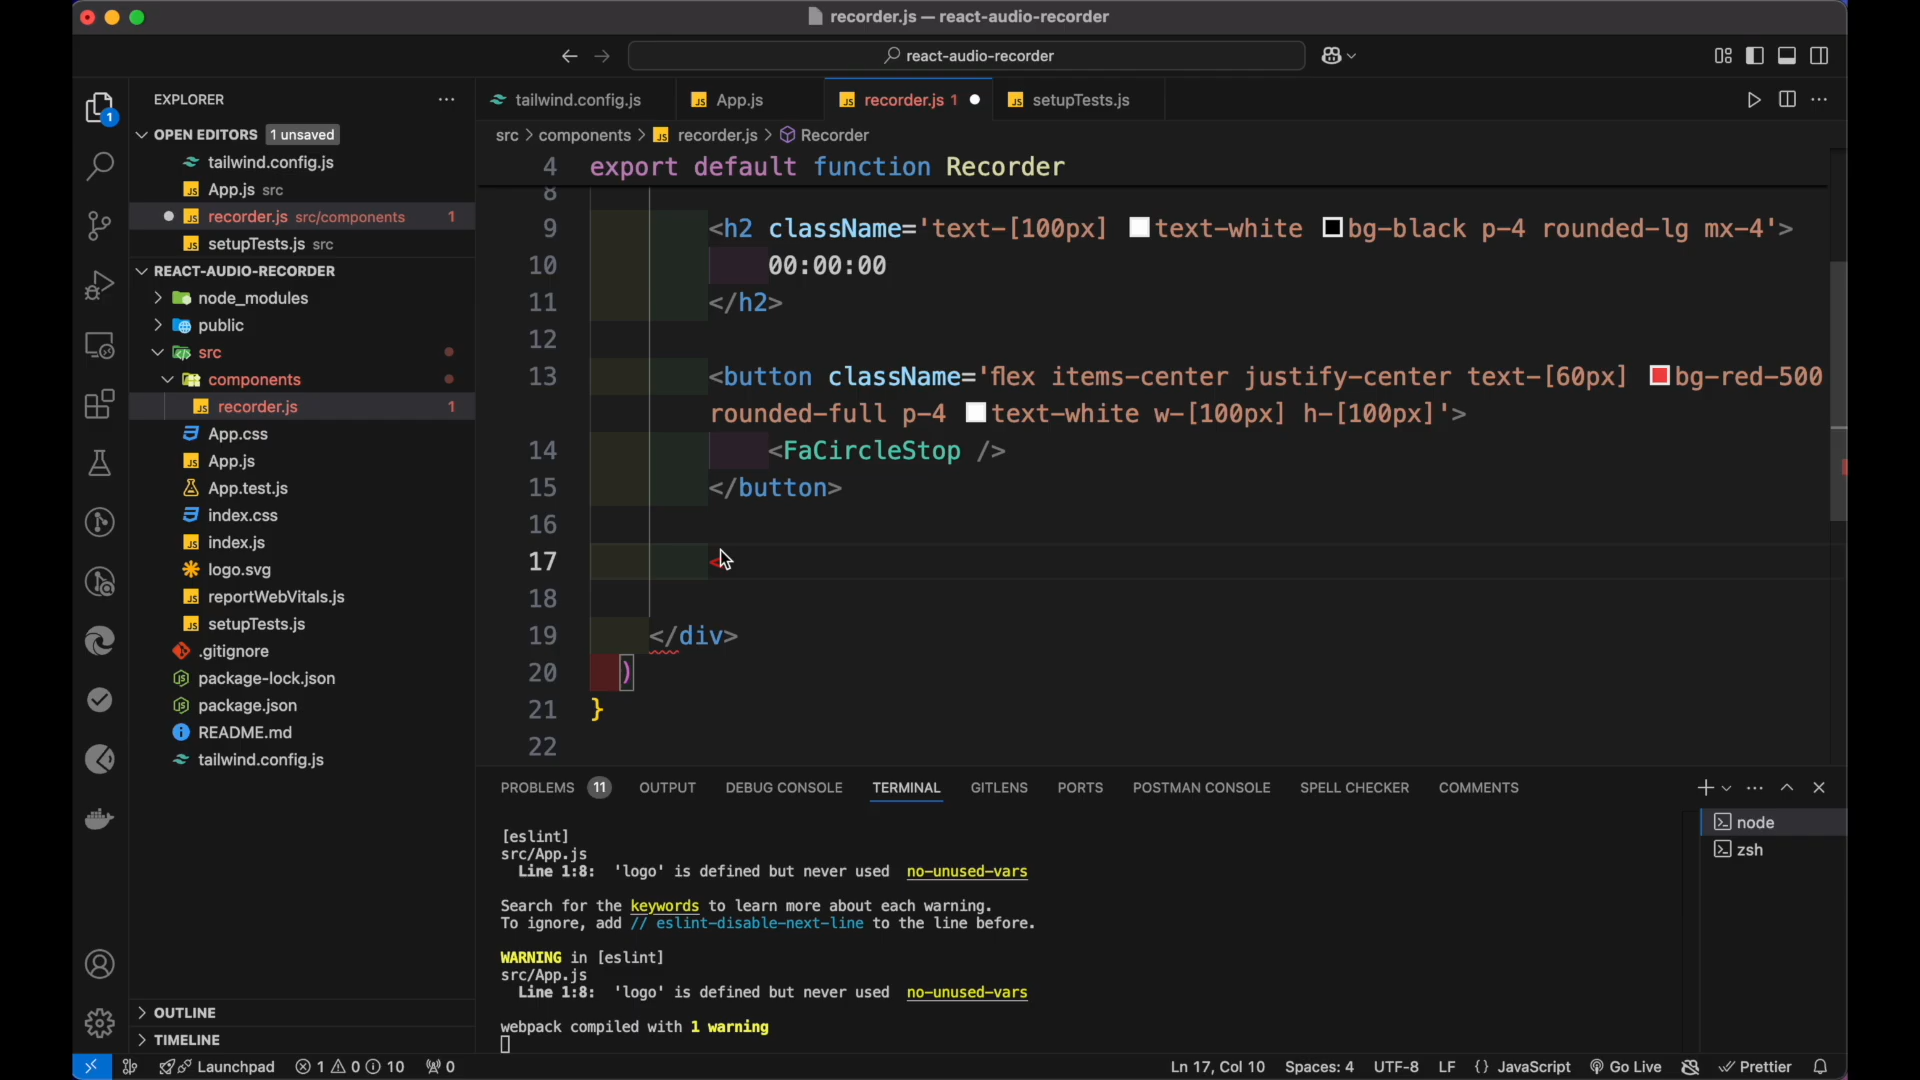 recorder.js — react-audio-recorder
react-audio-recorder
EXPLORER
OPEN EDITORS 1 unsaved
tailwind.config.js
App.js src
recorder.js src/components 1
setupTests.js src
REACT-AUDIO-RECORDER
node_modules
public
src
components
recorder.js 1
App.css
App.js
App.test.js
index.css
index.js
logo.svg
reportWebVitals.js
setupTests.js
.gitignore
package-lock.json
package.json
README.md
tailwind.config.js
OUTLINE
TIMELINE
tailwind.config.js App.js recorder.js 1 setupTests.js
src > components > recorder.js > Recorder
4 export default function Recorder
8
9 <h2 className='text-[100px] text-white bg-black p-4 rounded-lg mx-4'>
10 00:00:00
11 </h2>
12
13 <button className='flex items-center justify-center text-[60px] bg-red-500
rounded-full p-4 text-white w-[100px] h-[100px]'>
14 <FaCircleStop />
15 </button>
16
17 <
18
19 </div>
20 )
21 }
22
PROBLEMS 11 OUTPUT DEBUG CONSOLE TERMINAL GITLENS PORTS POSTMAN CONSOLE SPELL CHECKER COMMENTS
[eslint]
src/App.js
Line 1:8: 'logo' is defined but never used no-unused-vars
Search for the keywords to learn more about each warning.
To ignore, add // eslint-disable-next-line to the line before.
WARNING in [eslint]
src/App.js
Line 1:8: 'logo' is defined but never used no-unused-vars
webpack compiled with 1 warning
node
zsh
1
Launchpad 1 0 10 0 Ln 17, Col 10 Spaces: 4 UTF-8 LF {} JavaScript Go Live Prettier